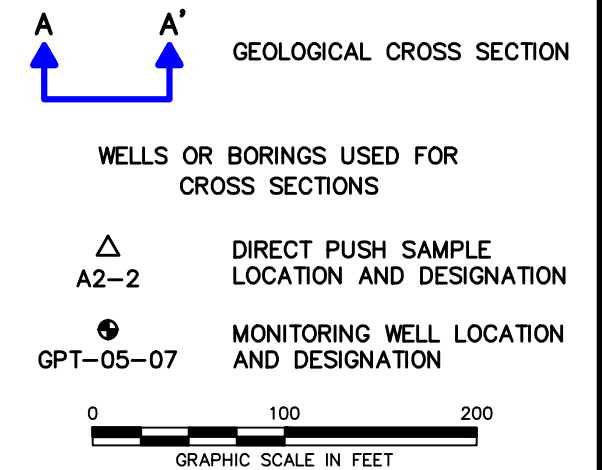 A A'
GEOLOGICAL CROSS SECTION
WELLS OR BORINGS USED FOR
CROSS SECTIONS
DIRECT PUSH SAMPLE
A2-2 LOCATION AND DESIGNATION
MONITORING WELL LOCATION
GPT-05-07 AND DESIGNATION
0 100 200
GRAPHIC SCALE IN FEET